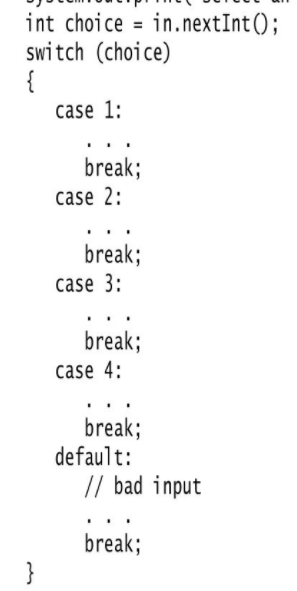 int choice = in.nextInt();
switch (choice)
{
case 1:
. . .
break;
case 2:
. . .
break;
case 3:
. . .
break;
case 4:
. . .
break;
default:
// bad input
. . .
break;
}